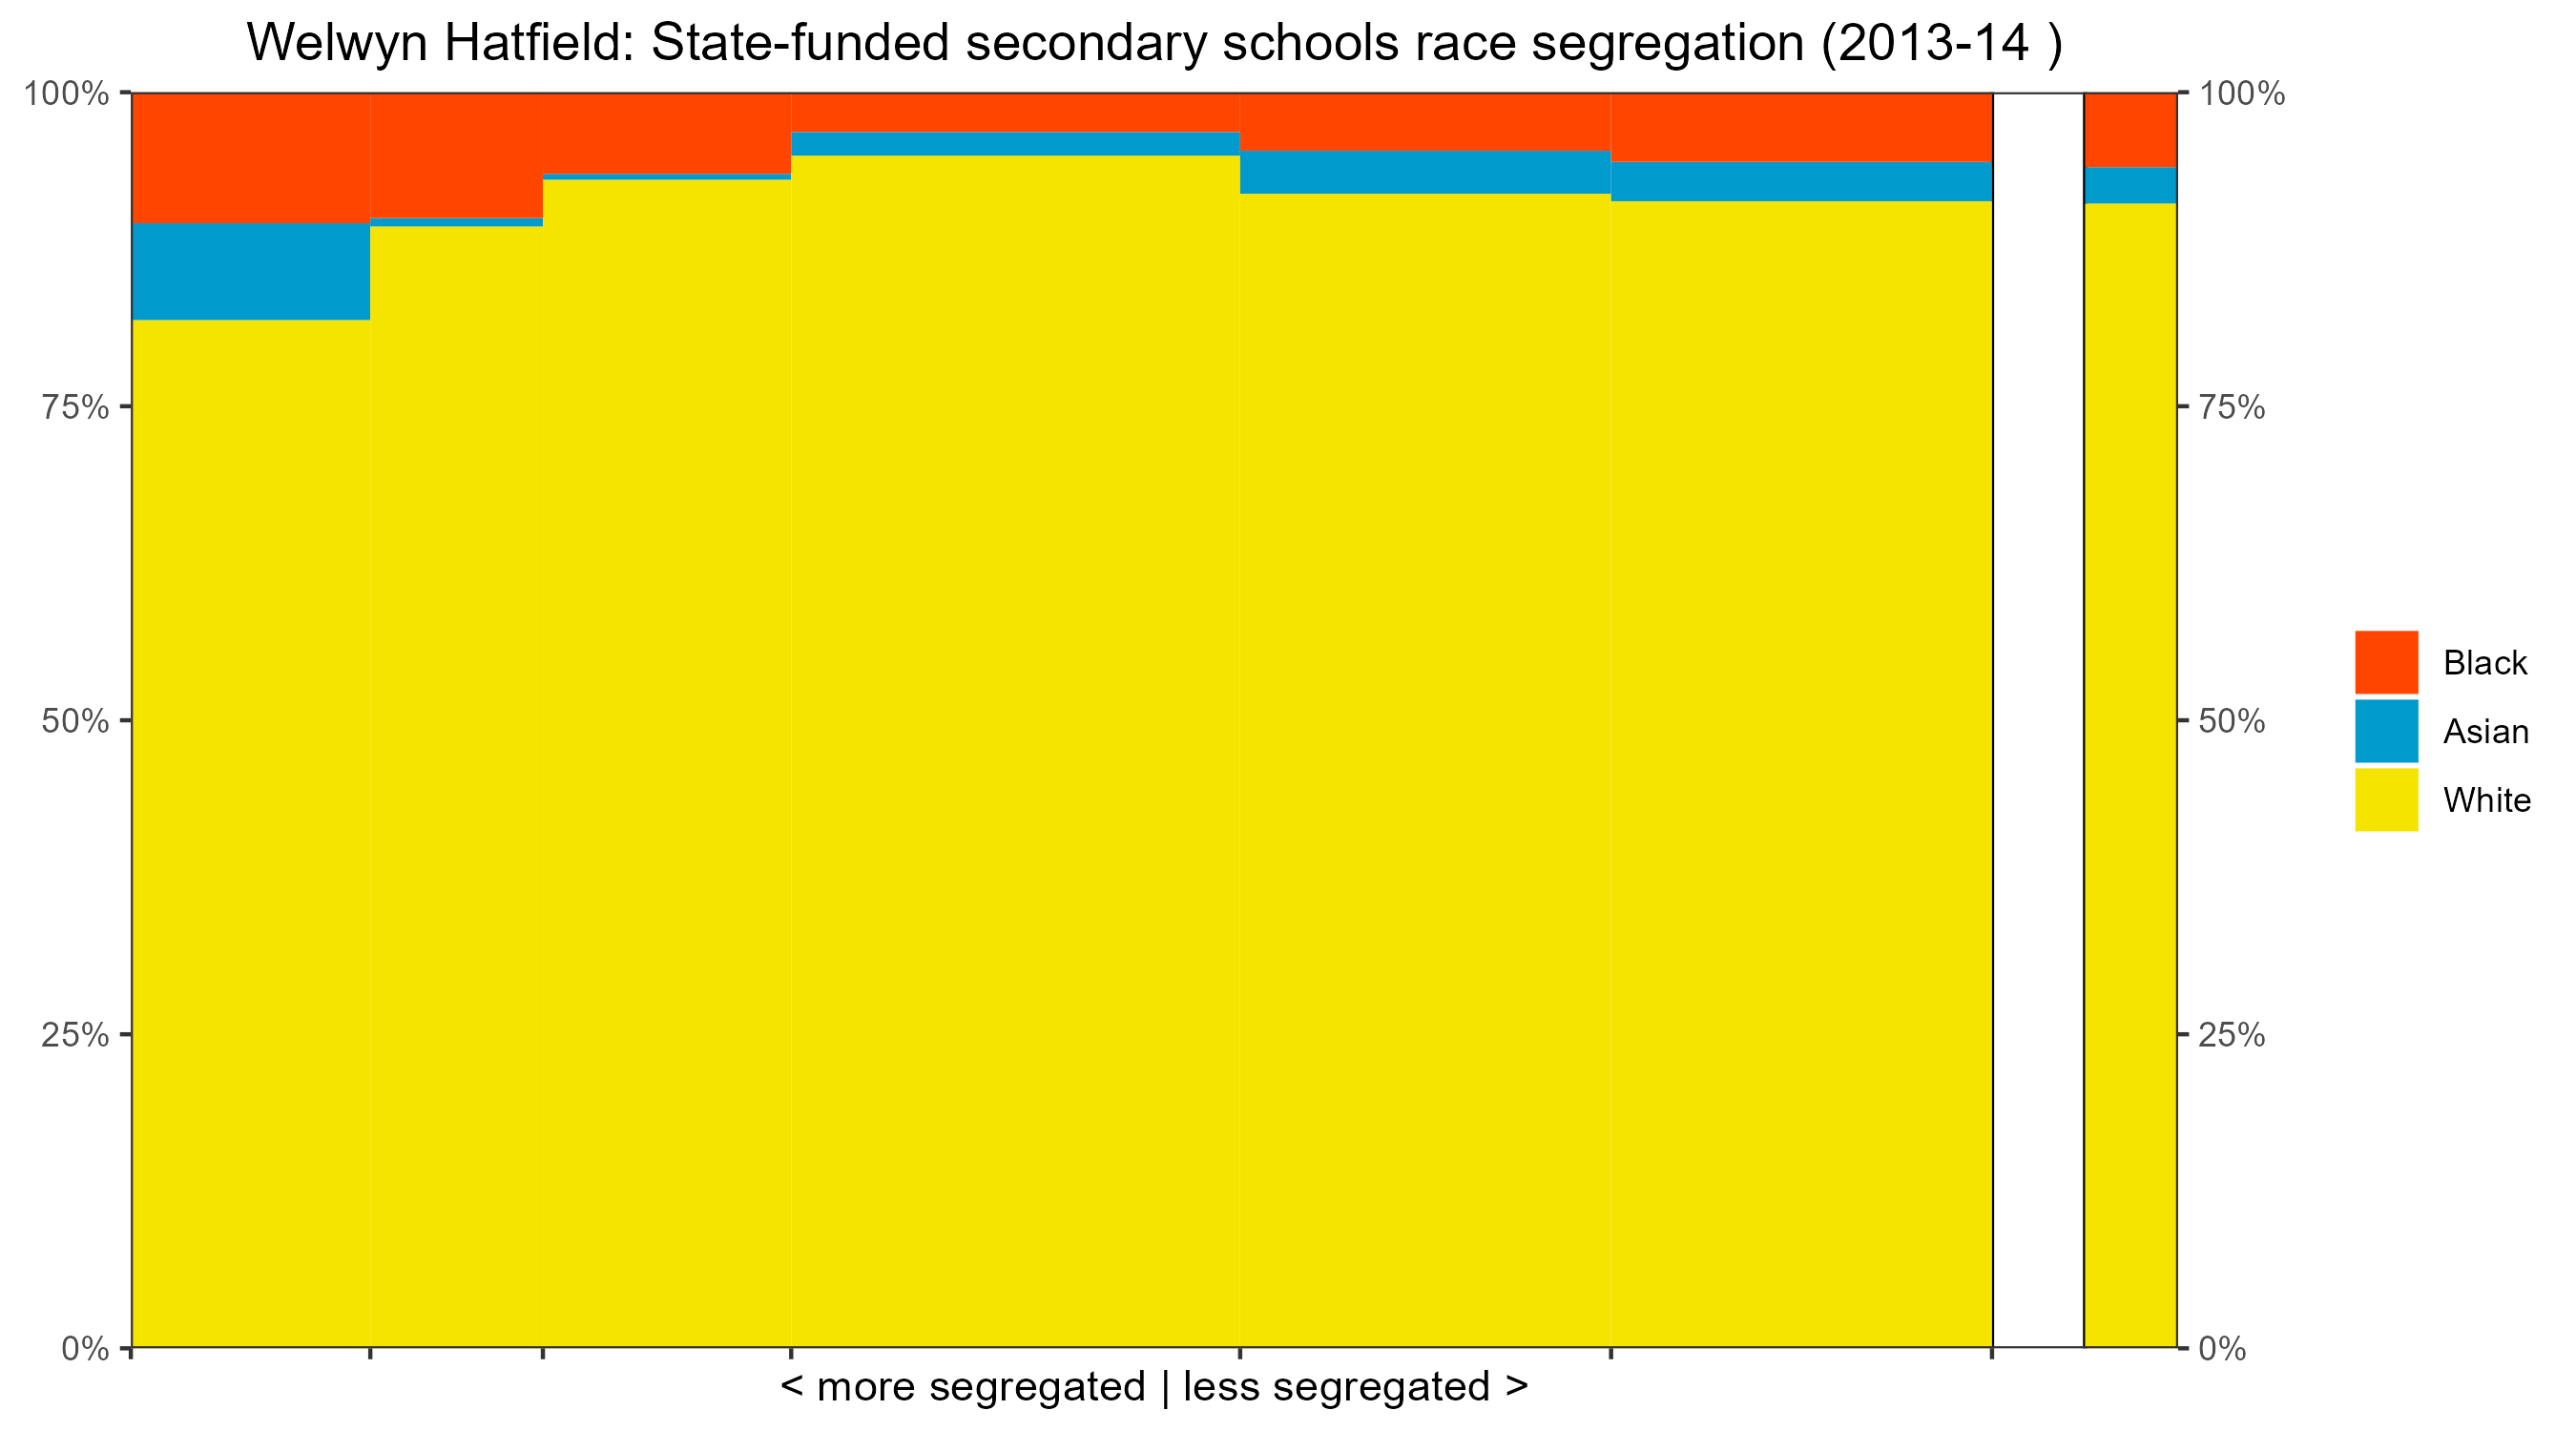 Welwyn Hatfield: State-funded secondary schools race segregation (2013-14 )
100%
75%
50%
25%
0%
100%
75%
50%
25%
0%
Black
Asian
White
< more segregated | less segregated >